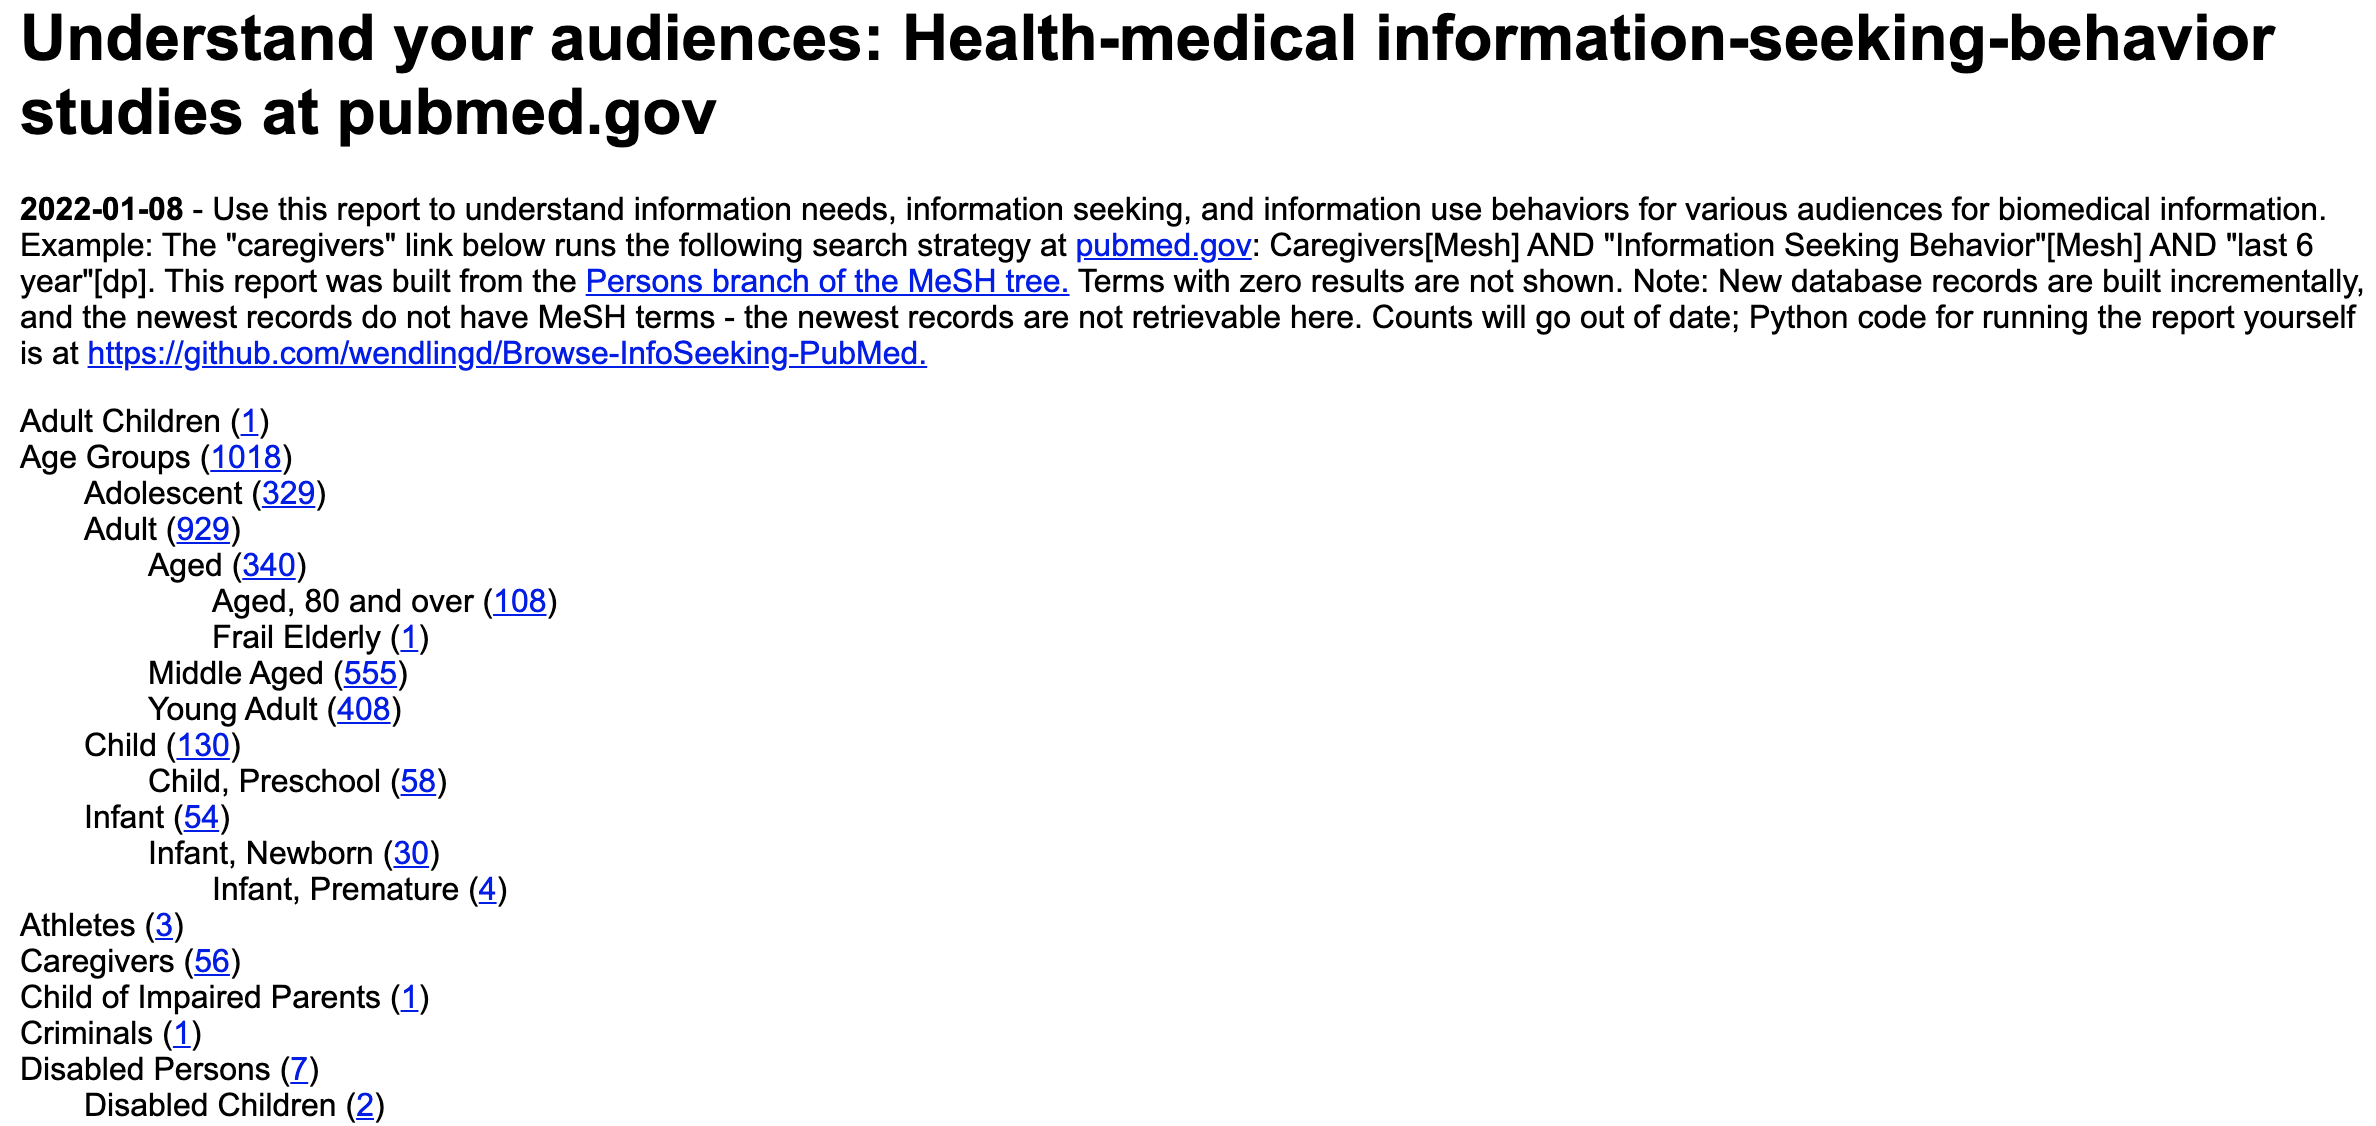 Understand your audiences: Health-medical information-seeking-behavior
studies at pubmed.gov
2022-01-08 - Use this report to understand information needs, information seeking, and information use behaviors for various audiences for biomedical information.
Example: The "caregivers" link below runs the following search strategy at pubmed.gov: Caregivers[Mesh] AND "Information Seeking Behavior"[Mesh] AND "last 6
year"[dp]. This report was built from the Persons branch of the MeSH tree. Terms with zero results are not shown. Note: New database records are built incrementally,
and the newest records do not have MeSH terms - the newest records are not retrievable here. Counts will go out of date; Python code for running the report yourself
is at https://github.com/wendlingd/Browse-InfoSeeking-PubMed.
Adult Children (1)
Age Groups (1018)
Adolescent (329)
Adult (929)
Aged (340)
Aged, 80 and over (108)
Frail Elderly (1)
Middle Aged (555)
Young Adult (408)
Child (130)
Child, Preschool (58)
Infant (54)
Infant, Newborn (30)
Infant, Premature (4)
Athletes (3)
Caregivers (56)
Child of Impaired Parents (1)
Criminals (1)
Disabled Persons (7)
Disabled Children (2)